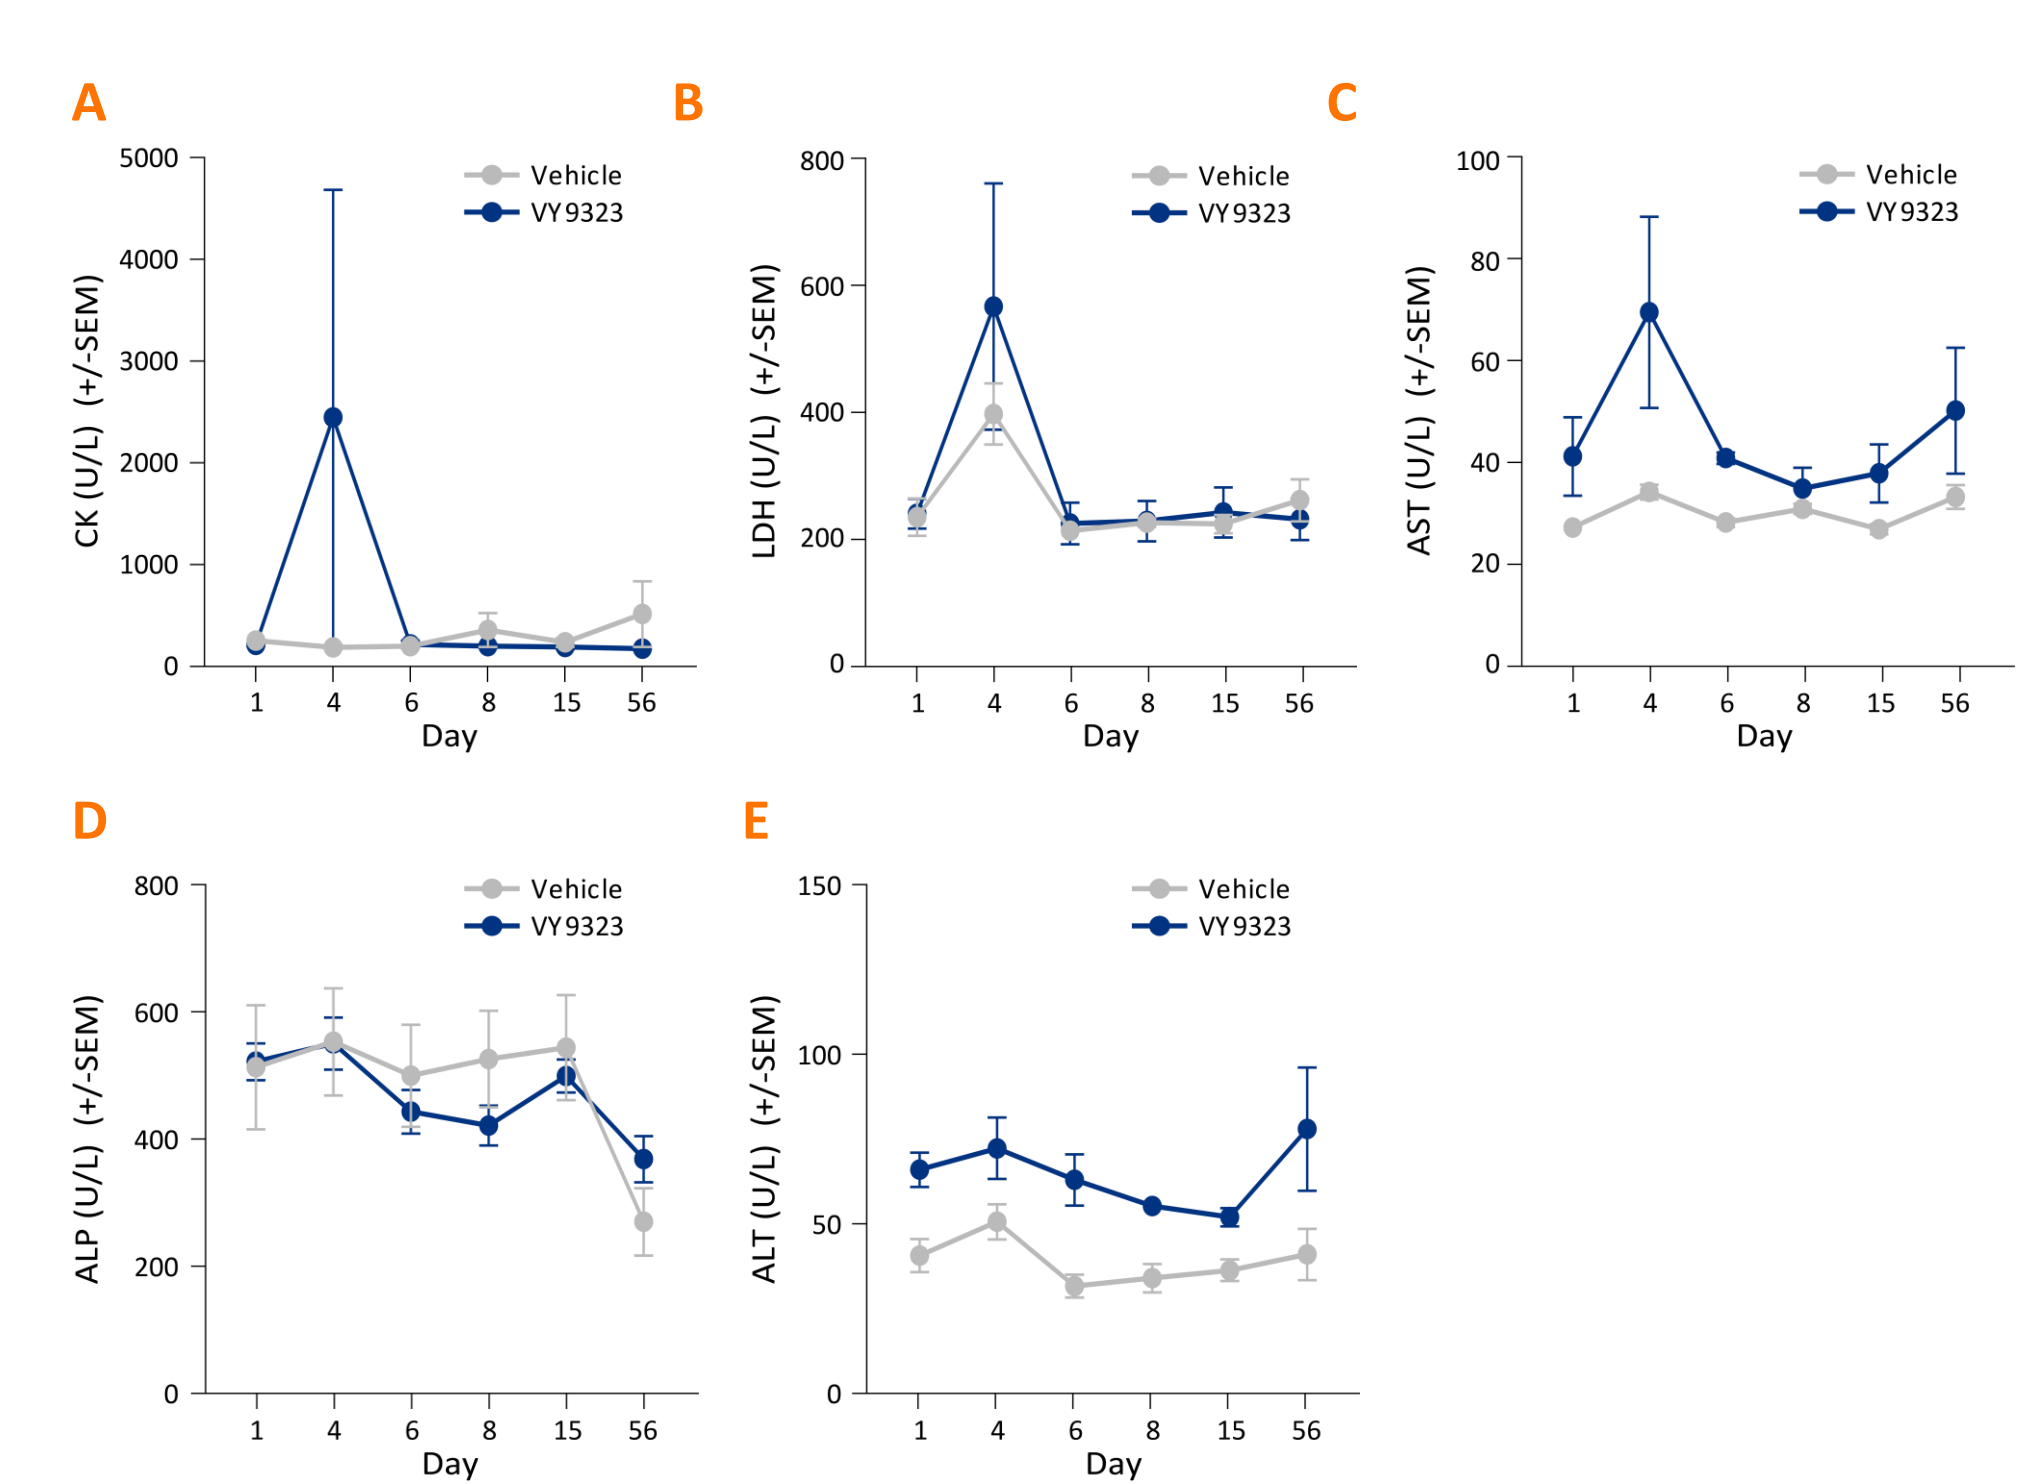 A
5000
4000
3000
2000
1000
0
CK (U/L) (+/-SEM)
Vehicle
VY9323
1 4 6 8 15 56
Day
B
800
600
400
200
0
LDH (U/L) (+/-SEM)
Vehicle
VY9323
1 4 6 8 15 56
Day
C
100
80
60
40
20
0
AST (U/L) (+/-SEM)
Vehicle
VY9323
1 4 6 8 15 56
Day
D
800
600
400
200
0
ALP (U/L) (+/-SEM)
Vehicle
VY9323
1 4 6 8 15 56
Day
E
150
100
50
0
ALT (U/L) (+/-SEM)
Vehicle
VY9323
1 4 6 8 15 56
Day